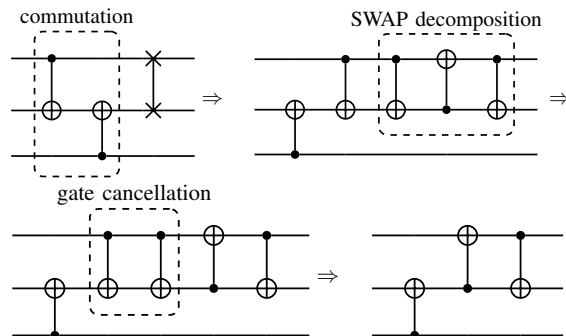 commutation
SWAP decomposition
⇒
⇒
gate cancellation
⇒